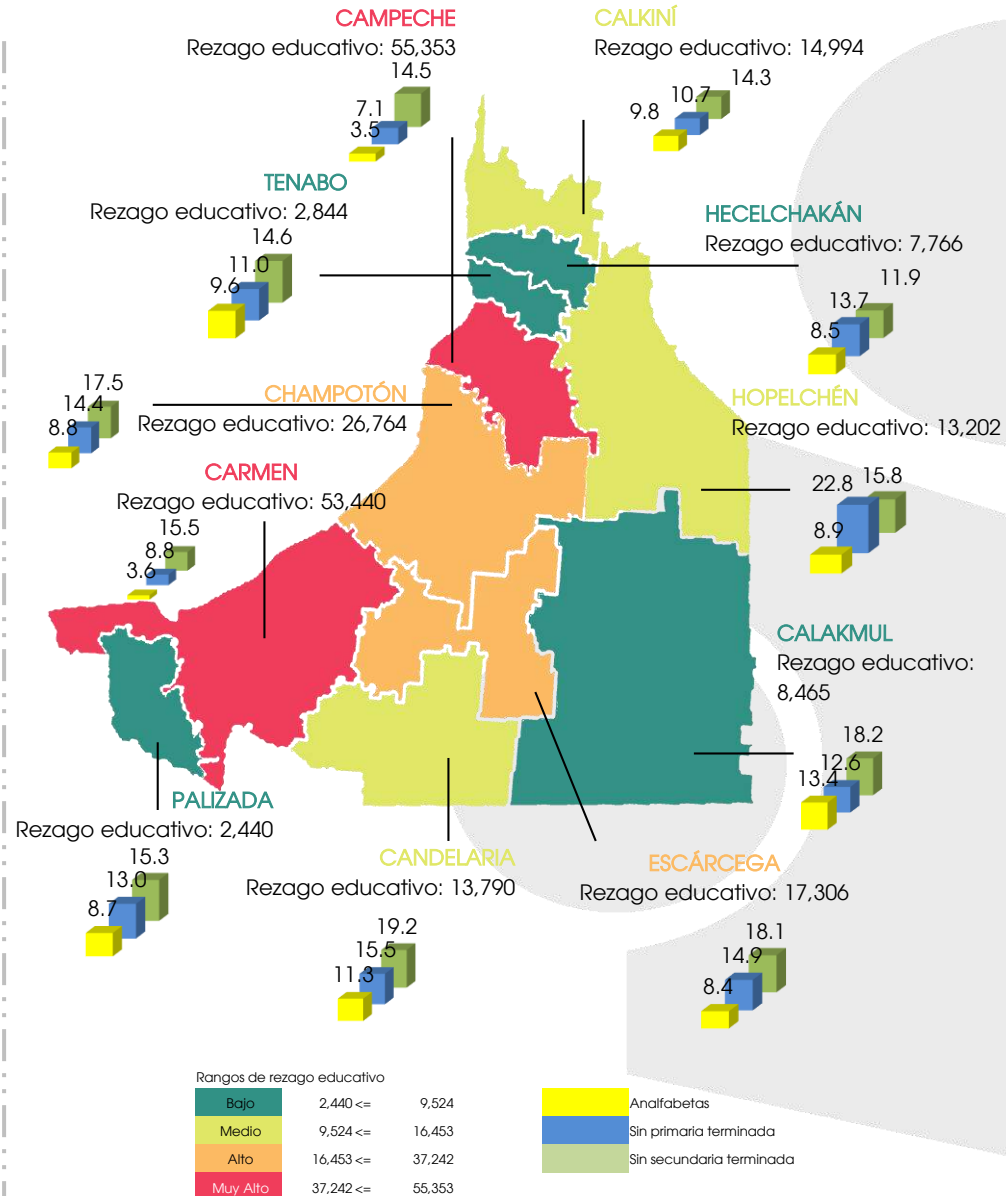 CAMPECHE
Rezago educativo: 55,353
14.5
7.1
3.5
CALKINÍ
Rezago educativo: 14,994
14.3
10.7
9.8
TENABO
Rezago educativo: 2,844
14.6
11.0
9.6
HECELCHAKÁN
Rezago educativo: 7,766
11.9
13.7
8.5
CHAMPOTÓN
Rezago educativo: 26,764
17.5
14.4
8.8
HOPELCHÉN
Rezago educativo: 13,202
22.8
15.8
8.9
CARMEN
Rezago educativo: 53,440
15.5
8.8
3.6
CALAKMUL
Rezago educativo:
8,465
18.2
12.6
13.4
PALIZADA
Rezago educativo: 2,440
15.3
13.0
8.7
CANDELARIA
Rezago educativo: 13,790
19.2
15.5
11.3
ESCÁRCEGA
Rezago educativo: 17,306
18.1
14.9
8.4
Rangos de rezago educativo
Bajo 2,440 <= 9,524
Medio 9,524 <= 16,453
Alto 16,453 <= 37,242
Muy Alto 37,242 <= 55,353
Analfabetas
Sin primaria terminada
Sin secundaria terminada